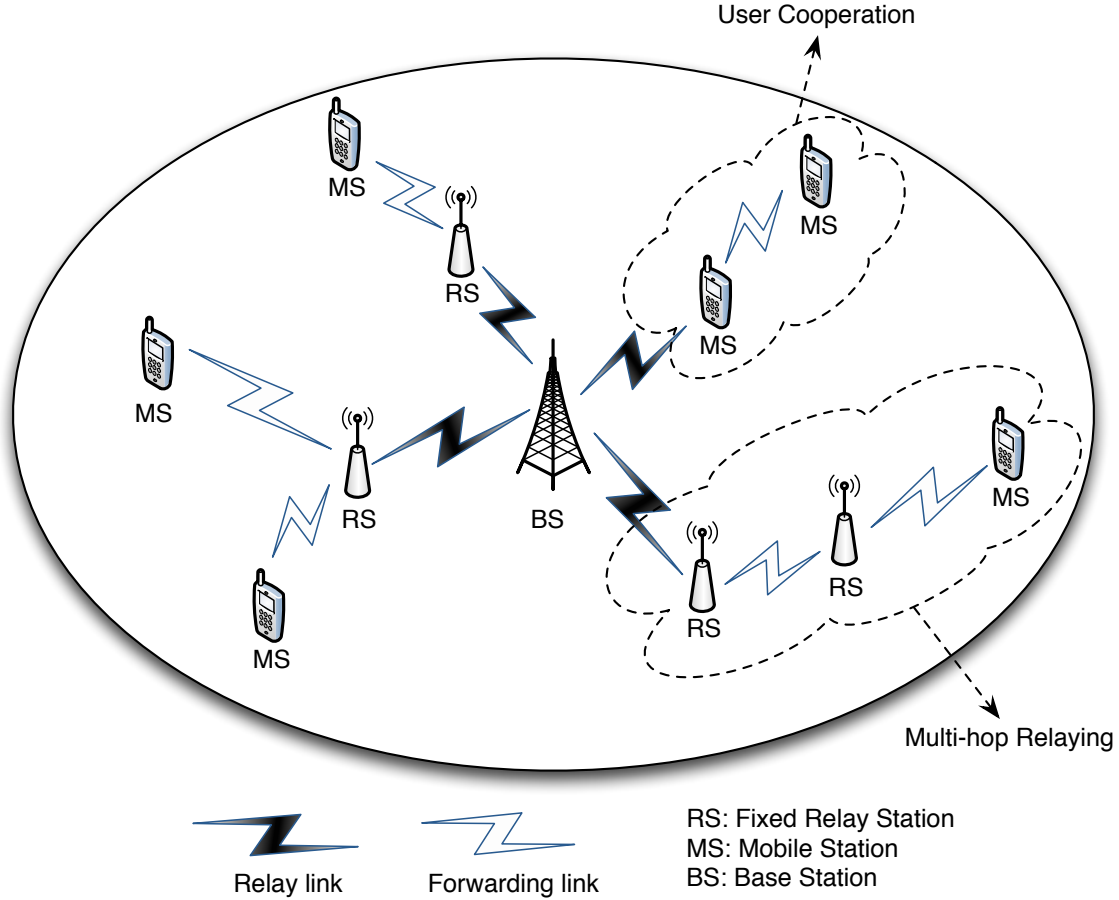 User Cooperation
MS
MS
RS
MS
MS
MS
RS
BS
MS
RS
RS
MS
Multi-hop Relaying
Relay link
Forwarding link
RS: Fixed Relay Station
MS: Mobile Station
BS: Base Station